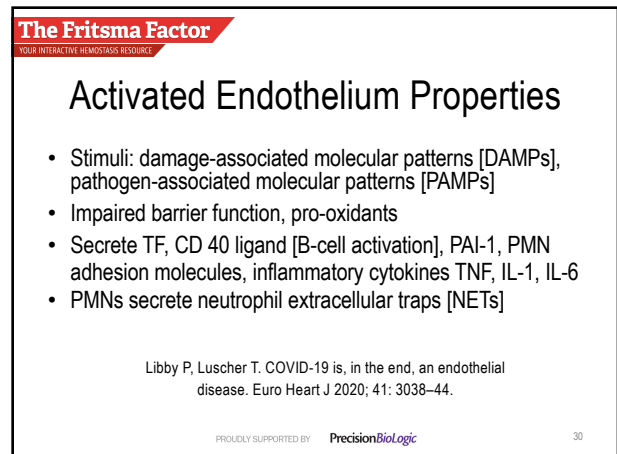 The Fritsma Factor
YOUR INTERACTIVE HEMOSTASIS RESOURCE
Activated Endothelium Properties
• Stimuli: damage-associated molecular patterns [DAMPs],
pathogen-associated molecular patterns [PAMPs]
• Impaired barrier function, pro-oxidants
• Secrete TF, CD 40 ligand [B-cell activation], PAI-1, PMN
adhesion molecules, inflammatory cytokines TNF, IL-1, IL-6
• PMNs secrete neutrophil extracellular traps [NETs]
Libby P, Luscher T. COVID-19 is, in the end, an endothelial
disease. Euro Heart J 2020; 41: 3038–44.
PROUDLY SUPPORTED BY PrecisionBioLogic
30